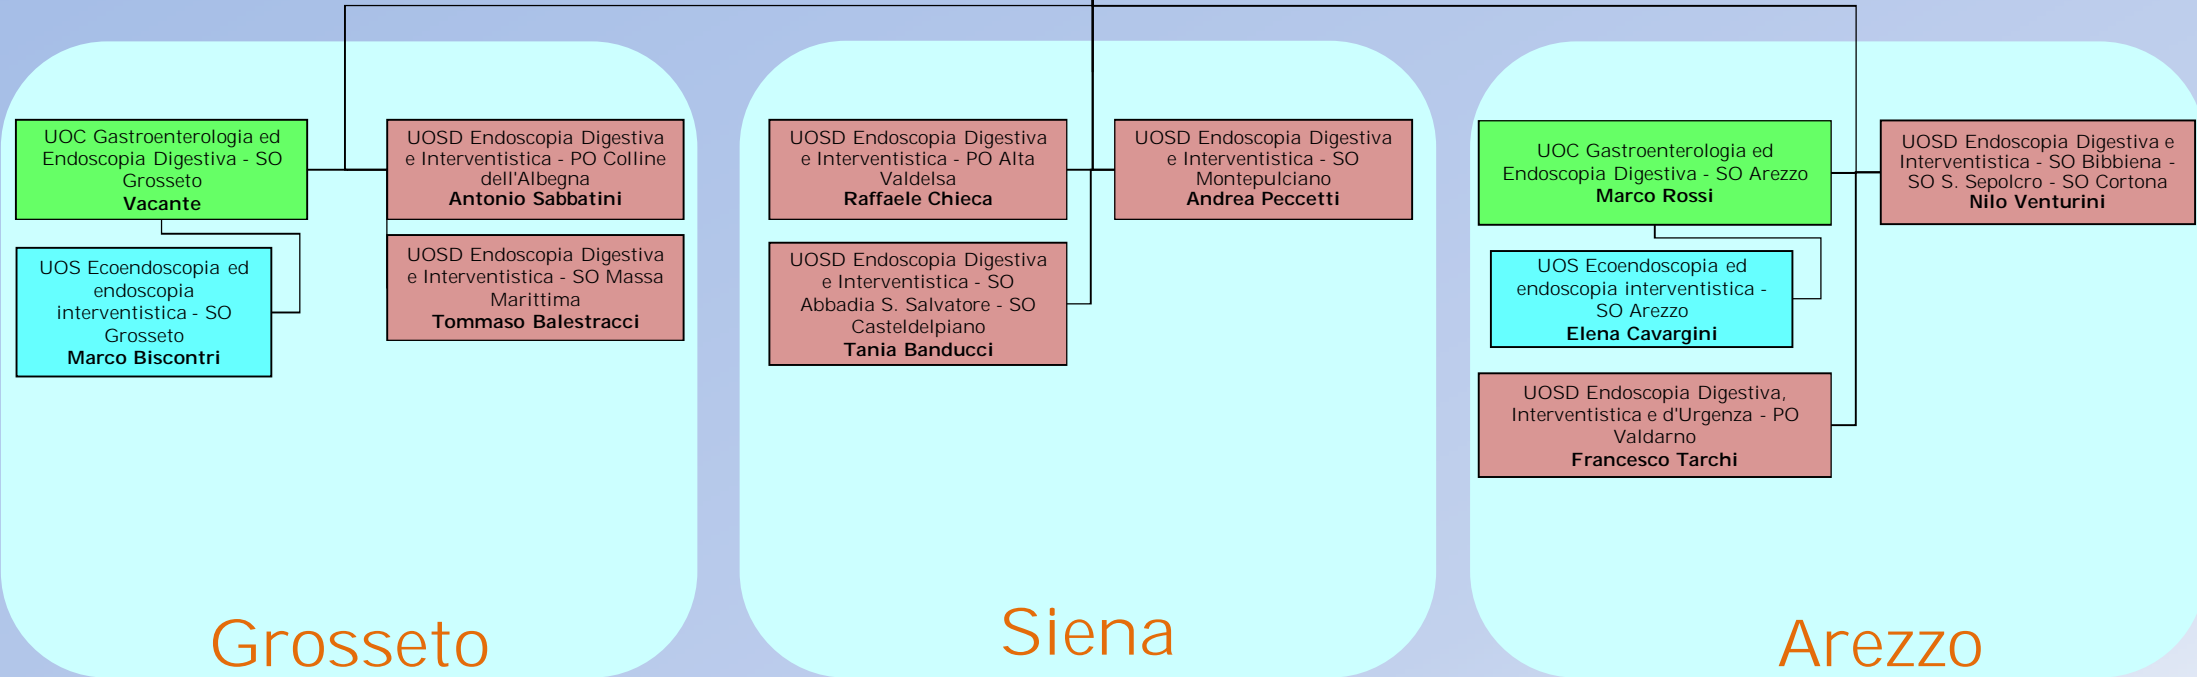 UOC Gastroenterologia ed
Endoscopia Digestiva - SO
Grosseto
Vacante
UOSD Endoscopia Digestiva
e Interventistica - PO Colline
dell'Albegna
Antonio Sabbatini
UOS Ecoendoscopia ed
endoscopia
interventistica - SO
Grosseto
Marco Biscontri
UOSD Endoscopia Digestiva
e Interventistica - SO Massa
Marittima
Tommaso Balestracci
Grosseto
UOSD Endoscopia Digestiva
e Interventistica - PO Alta
Valdelsa
Raffaele Chieca
UOSD Endoscopia Digestiva
e Interventistica - SO
Montepulciano
Andrea Peccetti
UOSD Endoscopia Digestiva
e Interventistica - SO
Abbadia S. Salvatore - SO
Casteldelpiano
Tania Banducci
Siena
UOC Gastroenterologia ed
Endoscopia Digestiva - SO Arezzo
Marco Rossi
UOSD Endoscopia Digestiva e
Interventistica - SO Bibbiena -
SO S. Sepolcro - SO Cortona
Nilo Venturini
UOS Ecoendoscopia ed
endoscopia interventistica -
SO Arezzo
Elena Cavargini
UOSD Endoscopia Digestiva,
Interventistica e d'Urgenza - PO
Valdarno
Francesco Tarchi
Arezzo